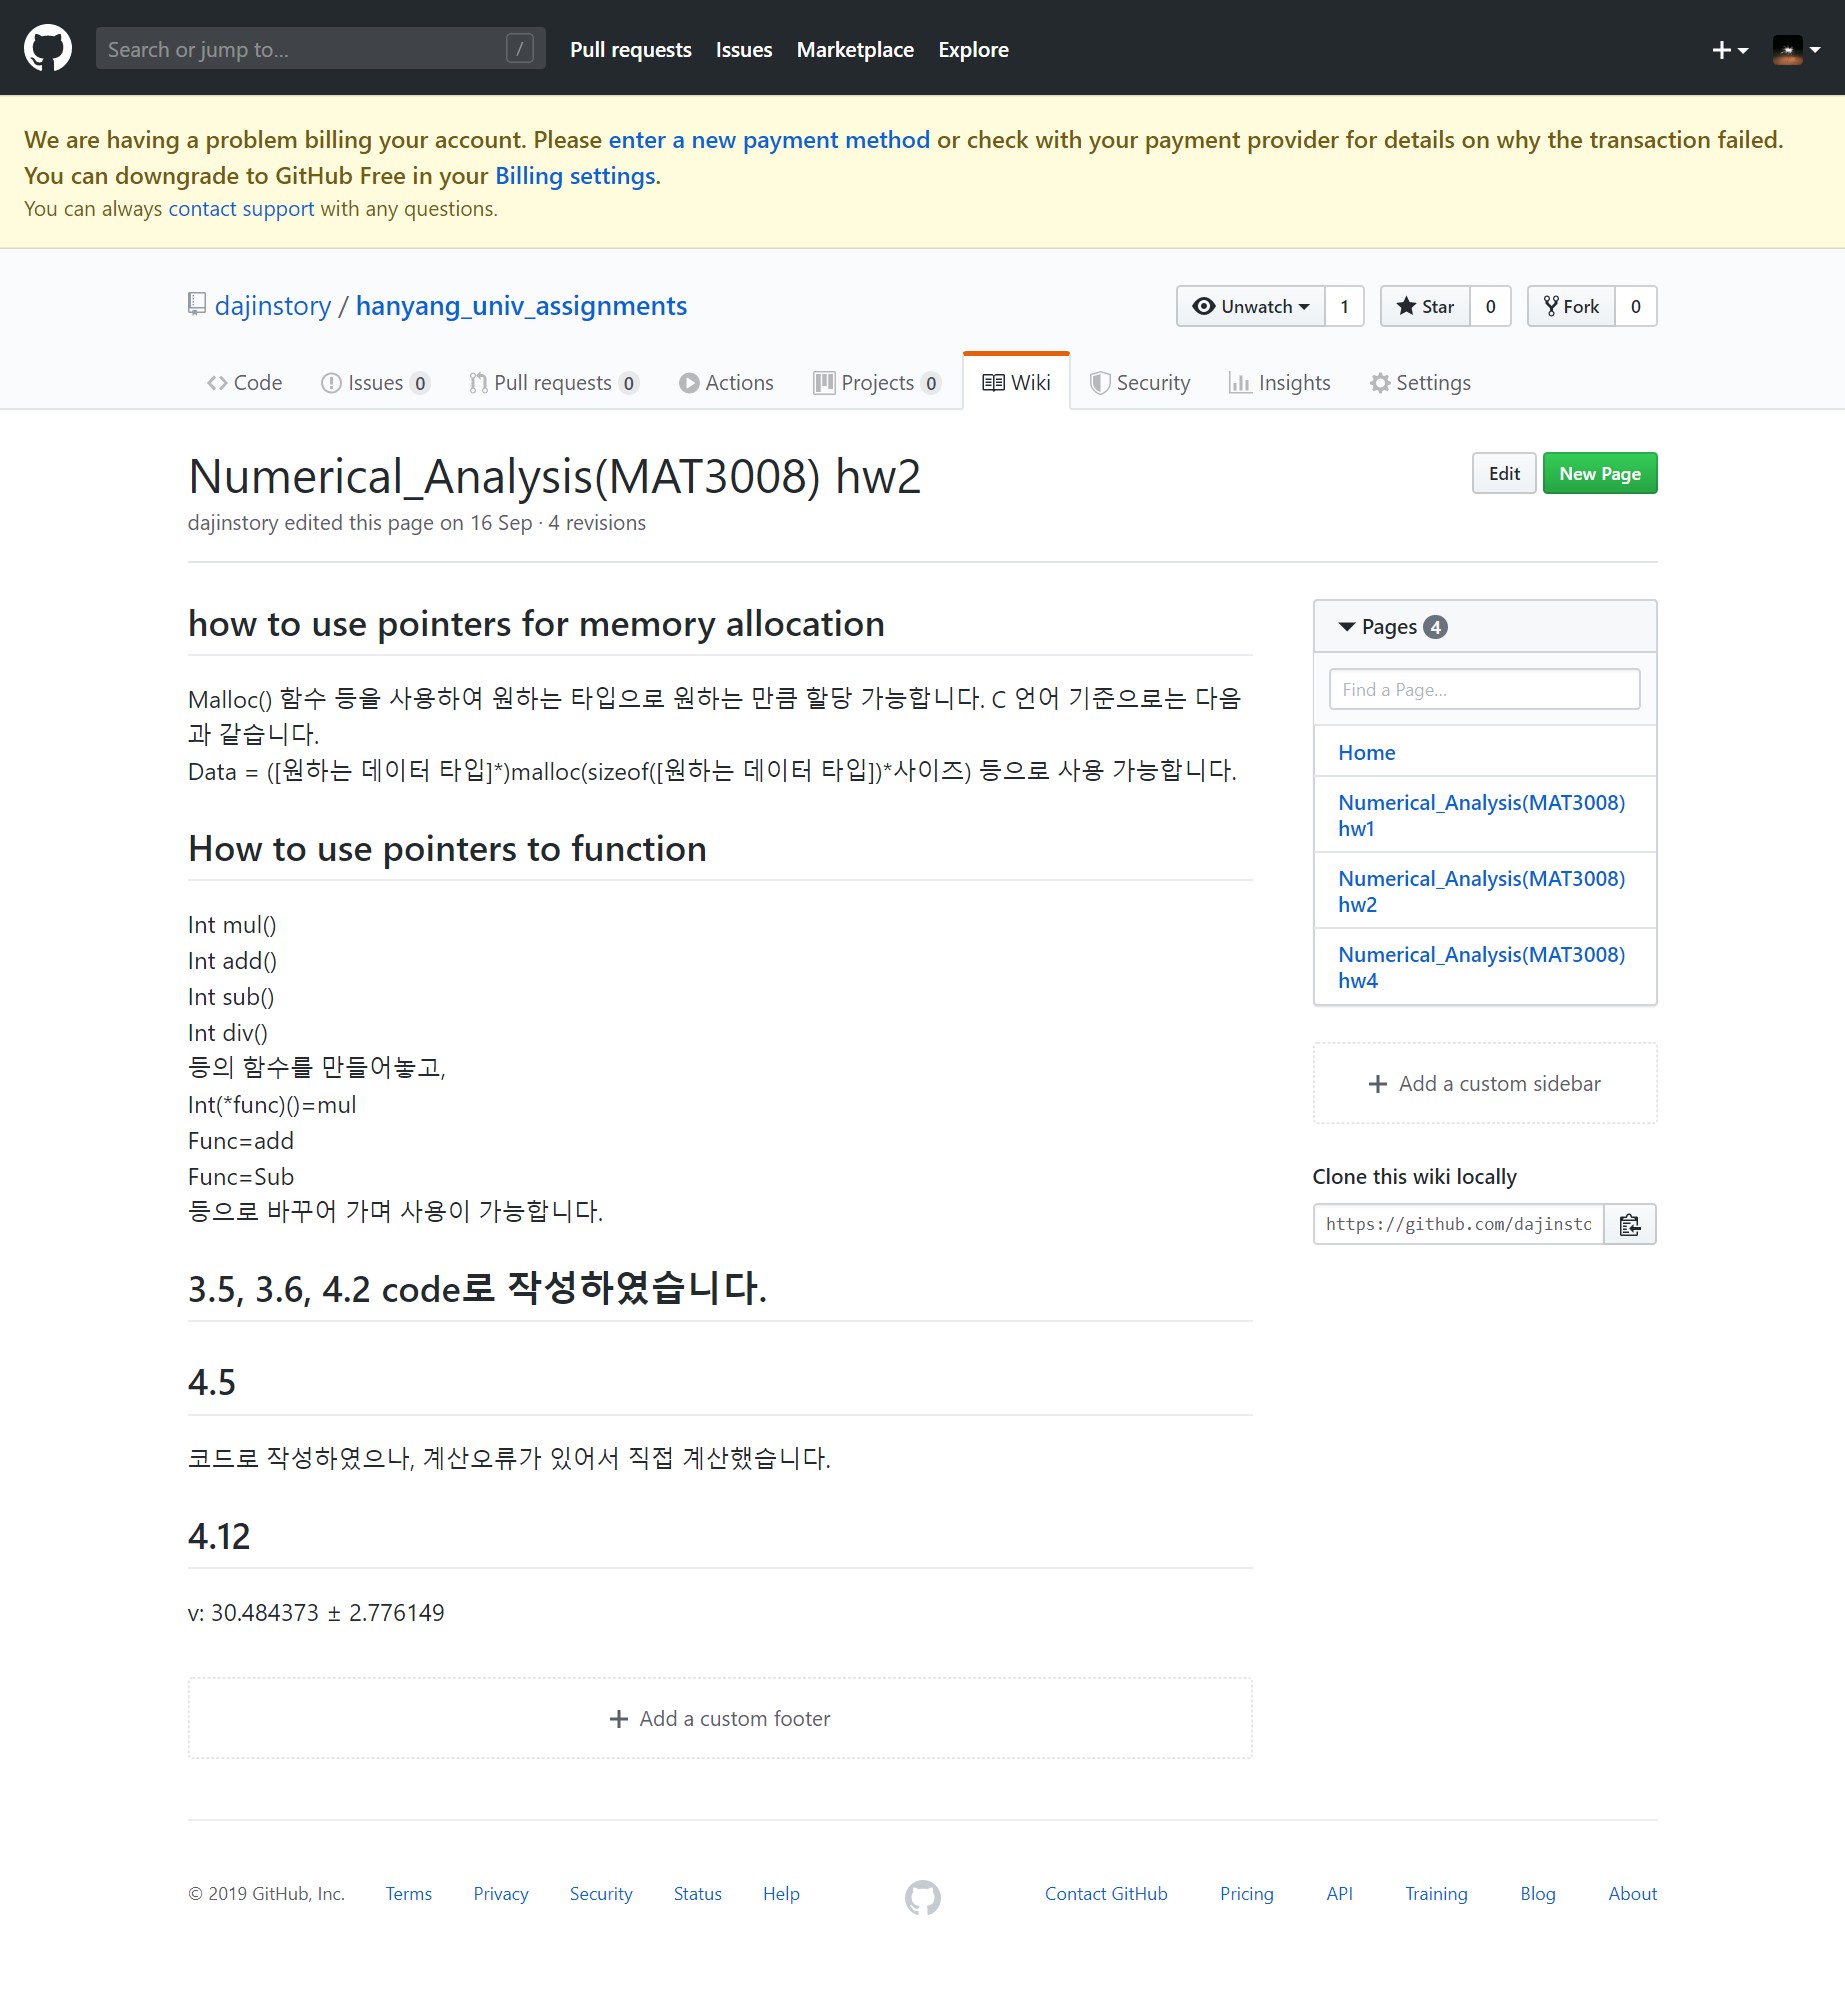 Search or jump to...
/
Pull requests
Issues
Marketplace
Explore
We are having a problem billing your account. Please enter a new payment method or check with your payment provider for details on why the transaction failed.
You can downgrade to GitHub Free in your Billing settings.
You can always contact support with any questions.
dajinstory / hanyang_univ_assignments
Unwatch 1
Star 0
Fork 0
Code
Issues 0
Pull requests 0
Actions
Projects 0
Wiki
Security
Insights
Settings
Numerical_Analysis(MAT3008) hw2
Edit
New Page
dajinstory edited this page on 16 Sep · 4 revisions
how to use pointers for memory allocation
Malloc() 함수 등을 사용하여 원하는 타입으로 원하는 만큼 할당 가능합니다. C 언어 기준으로는 다음
과 같습니다.
Data = ([원하는 데이터 타입]*)malloc(sizeof([원하는 데이터 타입])*사이즈) 등으로 사용 가능합니다.
How to use pointers to function
Int mul()
Int add()
Int sub()
Int div()
등의 함수를 만들어놓고,
Int(*func)()=mul
Func=add
Func=Sub
등으로 바꾸어 가며 사용이 가능합니다.
3.5, 3.6, 4.2 code로 작성하였습니다.
4.5
코드로 작성하였으나, 계산오류가 있어서 직접 계산했습니다.
4.12
v: 30.484373 ± 2.776149
Add a custom footer
Pages 4
Find a Page...
Home
Numerical_Analysis(MAT3008)
hw1
Numerical_Analysis(MAT3008)
hw2
Numerical_Analysis(MAT3008)
hw4
Add a custom sidebar
Clone this wiki locally
https://github.com/dajinsto
© 2019 GitHub, Inc.
Terms
Privacy
Security
Status
Help
Contact GitHub
Pricing
API
Training
Blog
About